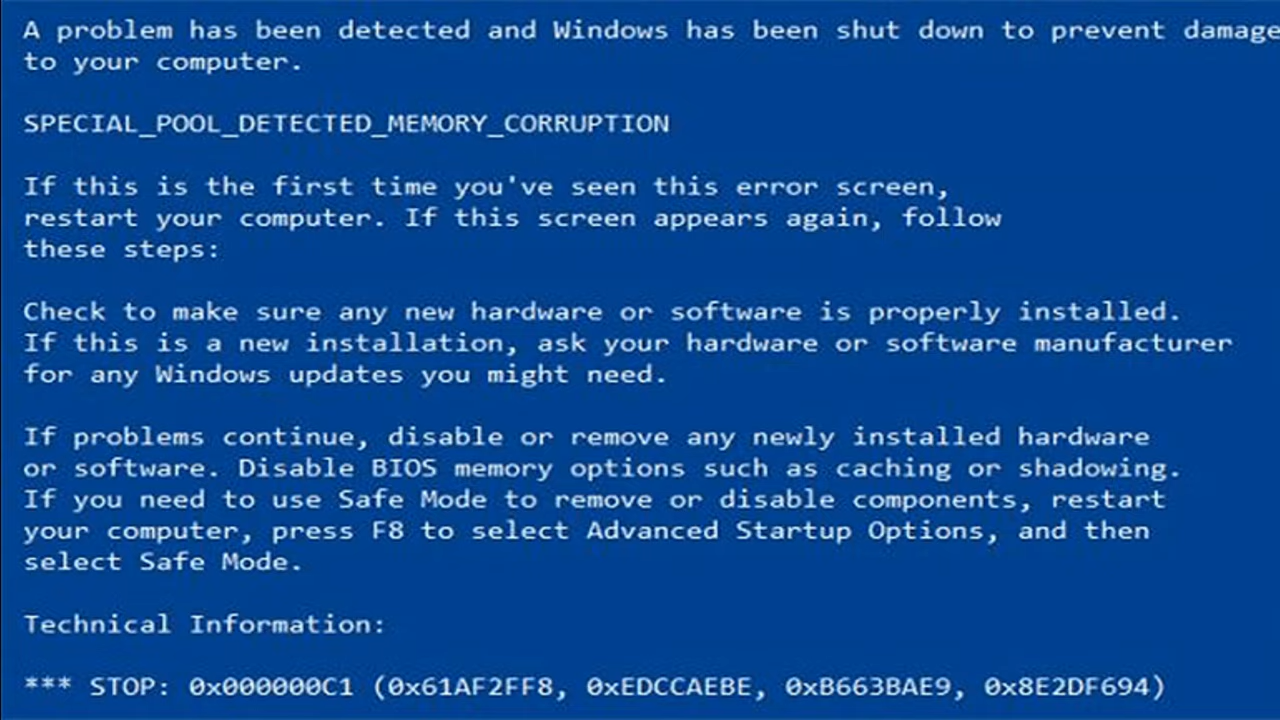 A problem has been detected and Windows has been shut down to prevent damage
to your computer.
SPECIAL_POOL_DETECTED_MEMORY_CORRUPTION
If this is the first time you've seen this error screen,
restart your computer. If this screen appears again, follow
these steps:
Check to make sure any new hardware or software is properly installed.
If this is a new installation, ask your hardware or software manufacturer
for any Windows updates you might need.
If problems continue, disable or remove any newly installed hardware
or software. Disable BIOS memory options such as caching or shadowing.
If you need to use Safe Mode to remove or disable components, restart
your computer, press F8 to select Advanced Startup Options, and then
select Safe Mode.
Technical Information:
*** STOP: 0x000000C1 (0x61AF2FF8, 0xEDCCAEBE, 0xB663BAE9, 0x8E2DF694)